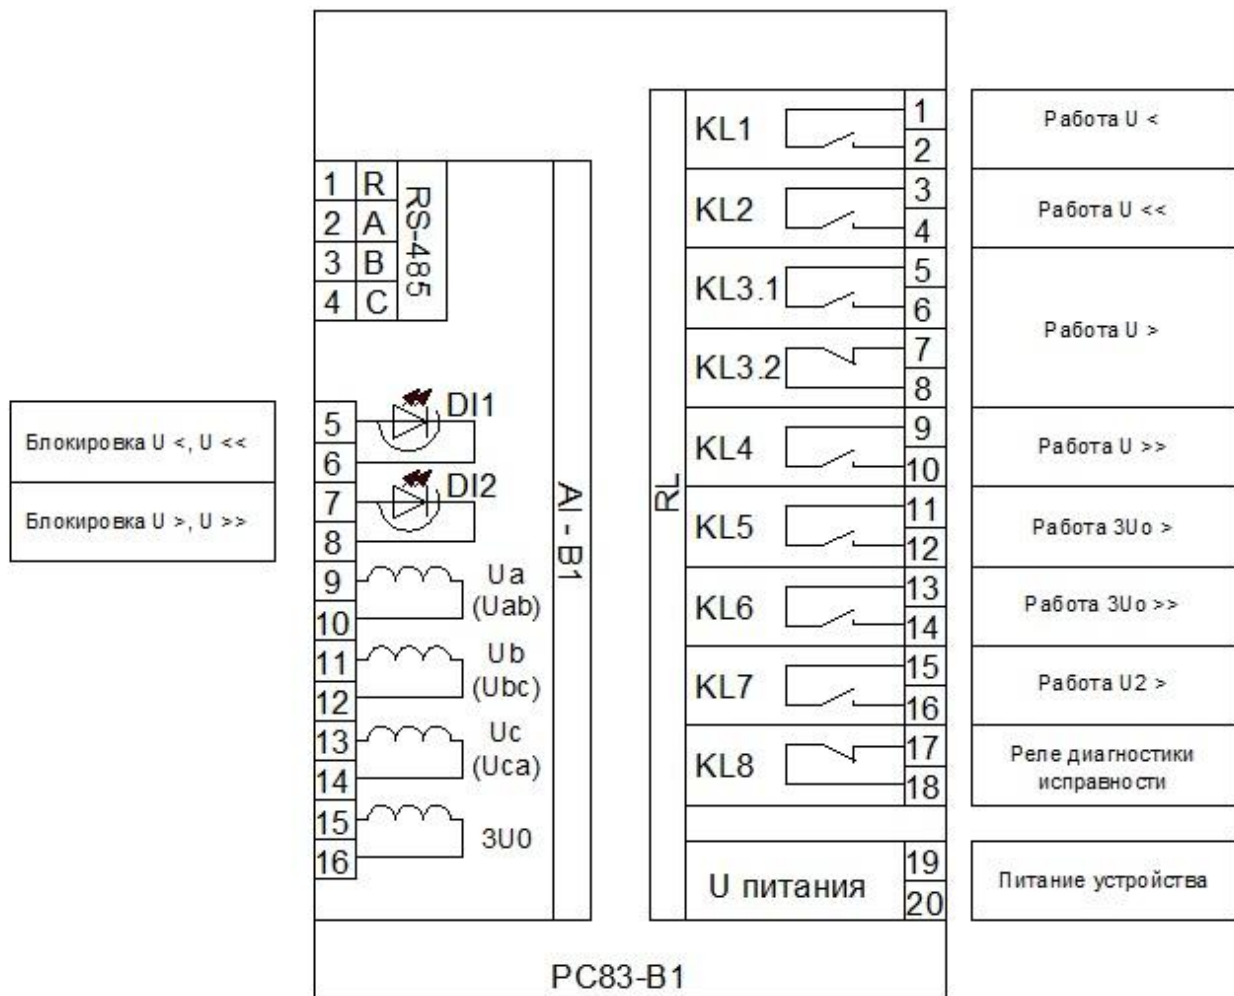 Блокировка U <, U <<
Блокировка U >, U >>
1 R
2 A
3 B
4 C
RS-485
5
6
DI1
7
8
DI2
9
10
Ua
(Uab)
11
12
Ub
(Ubc)
13
14
Uc
(Uca)
15
16
3U0
AI - B1
RL
KL1
1
2
Работа U <
KL2
3
4
Работа U <<
KL3.1
5
6
KL3.2
7
8
Работа U >
KL4
9
10
Работа U >>
KL5
11
12
Работа 3Uo >
KL6
13
14
Работа 3Uo >>
KL7
15
16
Работа U2 >
KL8
17
18
Реле диагностики
исправности
U питания
19
20
Питание устройства
РС83-В1